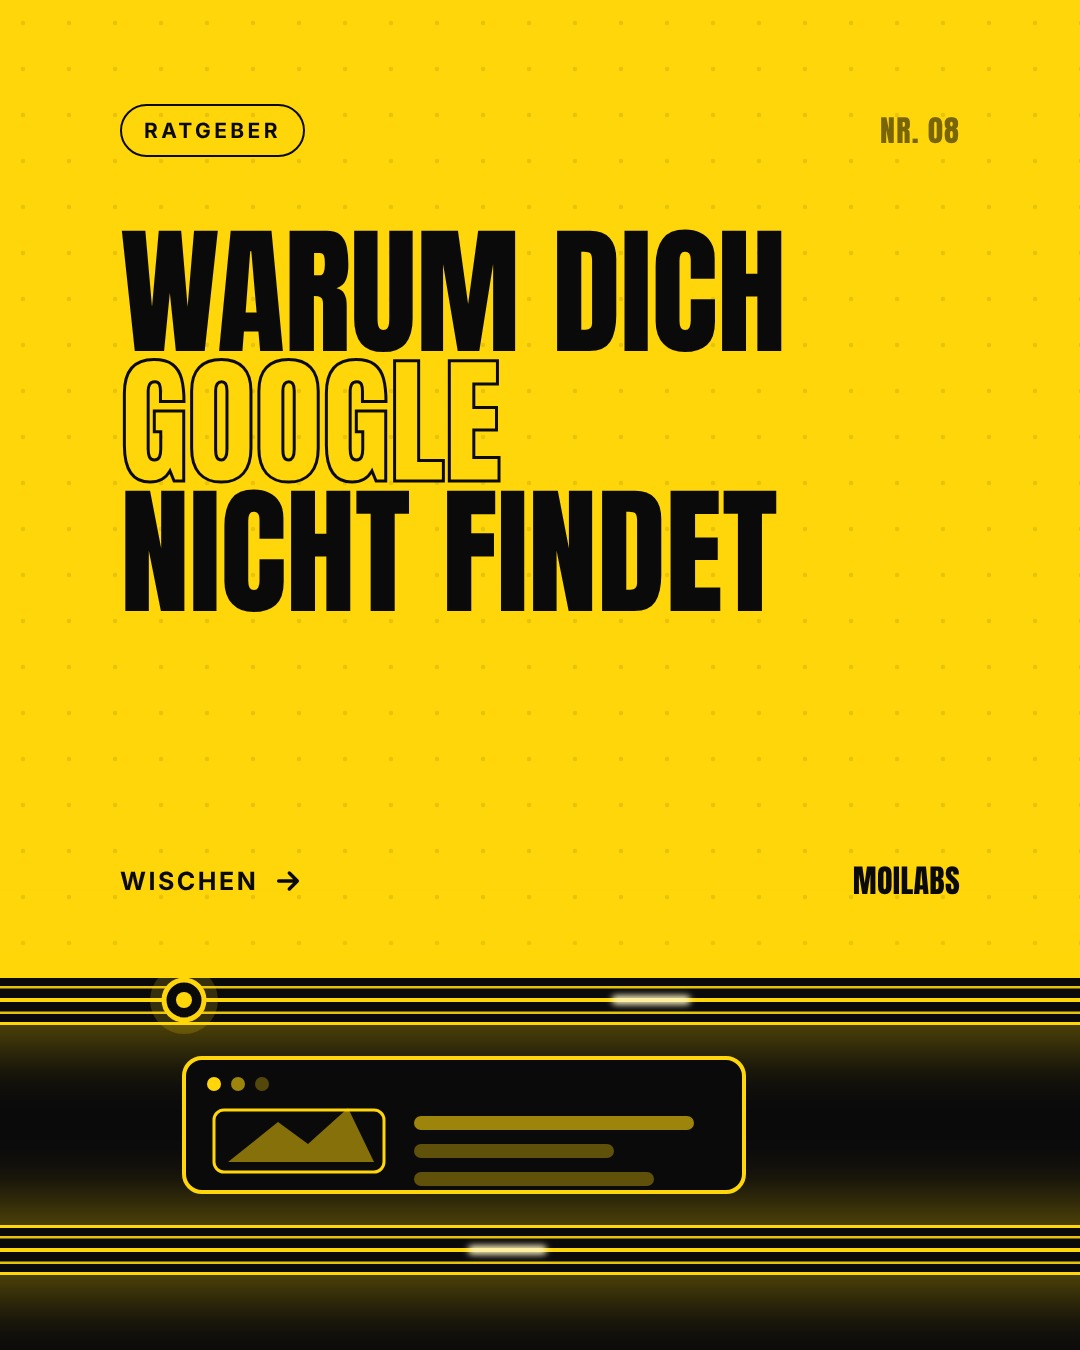 RATGEBER
NR. 08
WARUM DICH
GOOGLE
NICHT FINDET
WISCHEN →
MOILABS